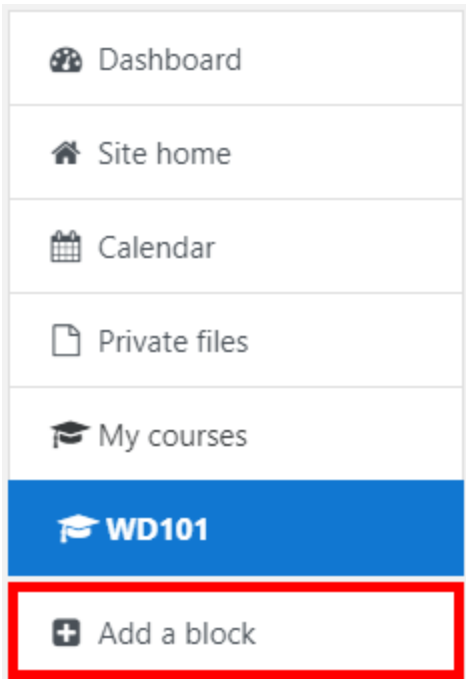 Dashboard
Site home
Calendar
Private files
My courses
WD101
Add a block